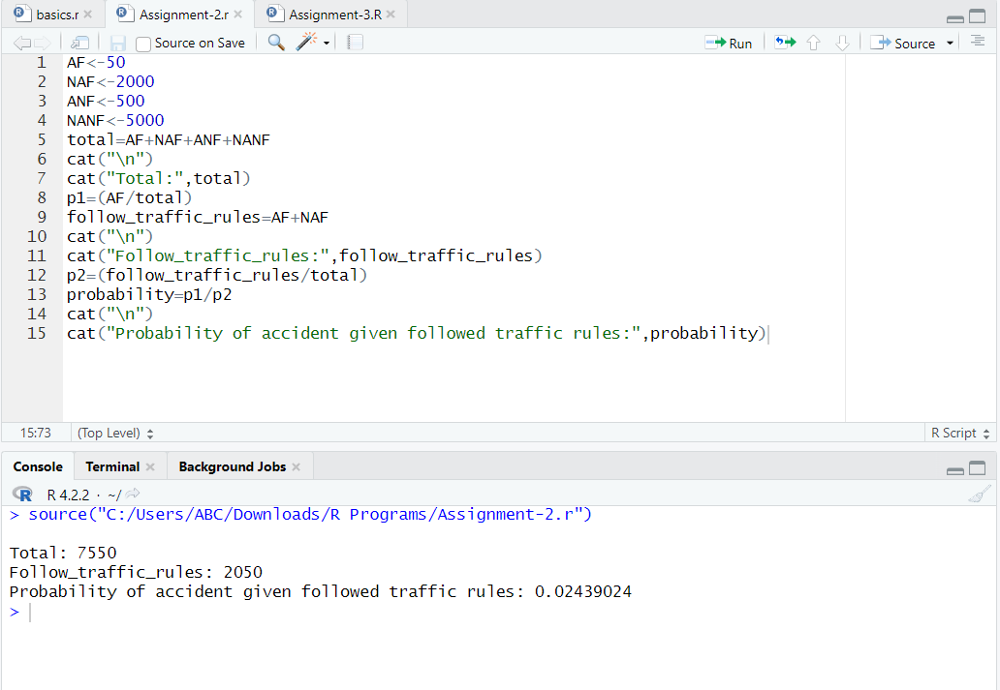 basics.r Assignment-2.r Assignment-3.R
Source on Save Run Source
1 AF<-50
2 NAF<-2000
3 ANF<-500
4 NANF<-5000
5 total=AF+NAF+ANF+NANF
6 cat("\n")
7 cat("Total:",total)
8 p1=(AF/total)
9 follow_traffic_rules=AF+NAF
10 cat("\n")
11 cat("Follow_traffic_rules:",follow_traffic_rules)
12 p2=(follow_traffic_rules/total)
13 probability=p1/p2
14 cat("\n")
15 cat("Probability of accident given followed traffic rules:",probability)
15:73 (Top Level) R Script
Console Terminal Background Jobs
R R 4.2.2 · ~/
> source("C:/Users/ABC/Downloads/R Programs/Assignment-2.r")
Total: 7550
Follow_traffic_rules: 2050
Probability of accident given followed traffic rules: 0.02439024
>